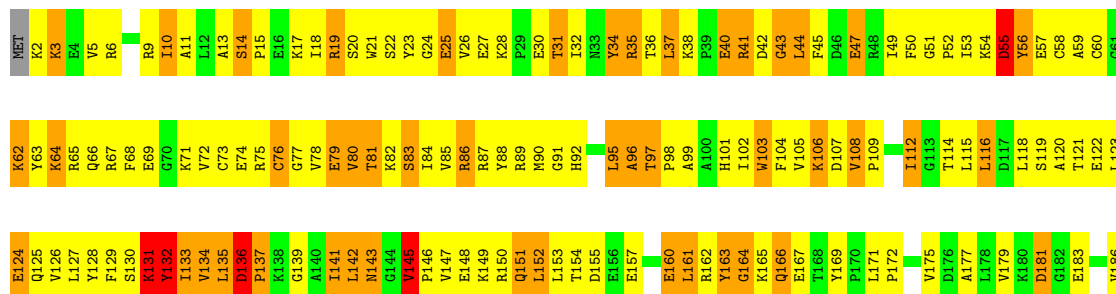 MET K2 K3 E4 V5 R6 R9 I10 A11 L12 A13 S14 P15 E16 K17 I18 R19 S20 W21 S22 Y23 G24 E25 V26 E27 K28 P29 E30 T31 I32 N33 Y34 R35 T36 L37 K38 P39 E40 R41 D42 G43 L44 F45 D46 E47 R48 I49 F50 G51 P52 I53 K54 D55 Y56 E57 C58 A59 C60 G61
K62 Y63 K64 R65 Q66 R67 F68 E69 G70 K71 V72 C73 E74 R75 C76 G77 V78 E79 V80 T81 K82 S83 I84 V85 R86 R87 Y88 R89 M90 G91 H92 L95 A96 T97 P98 A99 A100 H101 I102 W103 F104 V105 K106 D107 V108 P109 I112 G113 T114 L115 L116 D117 L118 S119 A120 T121 E122 L123
E124 Q125 V126 L127 Y128 F129 S130 K131 Y132 I133 V134 L135 D136 P137 K138 G139 A140 I141 L142 N143 G144 V145 P146 V147 E148 K149 R150 Q151 L152 L153 T154 D155 E156 E157 E160 L161 R162 Y163 G164 K165 Q166 E167 T168 Y169 P170 L171 P172 V175 D176 A177 L178 V179 K180 D181 G182 E183